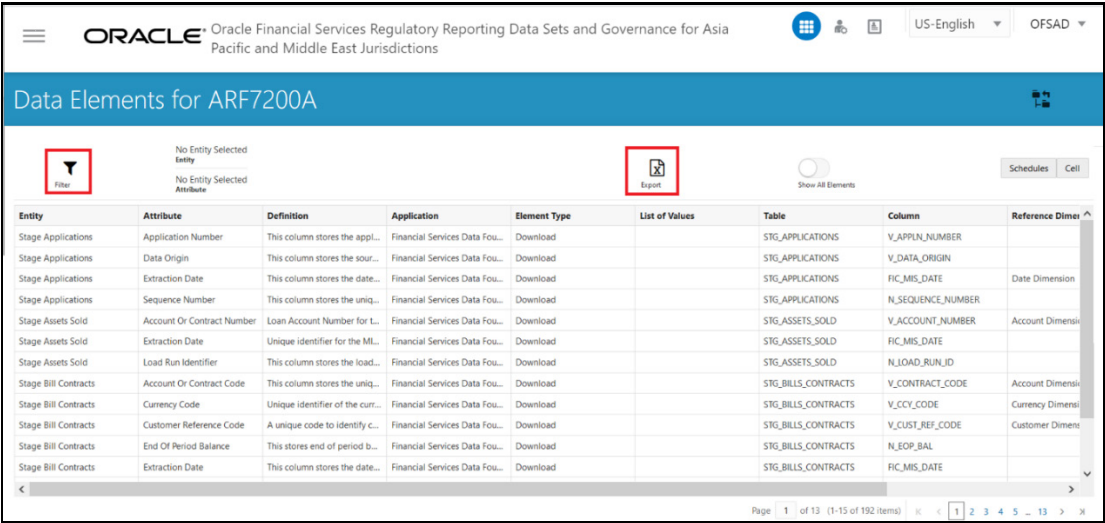 ORACLE® Oracle Financial Services Regulatory Reporting Data Sets and Governance for Asia
Pacific and Middle East Jurisdictions
US-English
OFSAD
Data Elements for ARF7200A
Filter
No Entity Selected
Entity
No Entity Selected
Attribute
Export
Show All Elements
Schedules Cell
Entity Attribute Definition Application Element Type List of Values Table Column Reference Dimer
Stage Applications Application Number This column stores the appl... Financial Services Data Fou... Download STG_APPLICATIONS V_APPLN_NUMBER
Stage Applications Data Origin This column stores the sour... Financial Services Data Fou... Download STG_APPLICATIONS V_DATA_ORIGIN
Stage Applications Extraction Date This column stores the date... Financial Services Data Fou... Download STG_APPLICATIONS FIC_MIS_DATE Date Dimension
Stage Applications Sequence Number This column stores the uniq... Financial Services Data Fou... Download STG_APPLICATIONS N_SEQUENCE_NUMBER
Stage Assets Sold Account Or Contract Number Loan Account Number for t... Financial Services Data Fou... Download STG_ASSETS_SOLD V_ACCOUNT_NUMBER Account Dimensi
Stage Assets Sold Extraction Date Unique identifier for the MI... Financial Services Data Fou... Download STG_ASSETS_SOLD FIC_MIS_DATE
Stage Assets Sold Load Run Identifier This column stores the load... Financial Services Data Fou... Download STG_ASSETS_SOLD N_LOAD_RUN_ID
Stage Bill Contracts Account Or Contract Code This column stores the uniq... Financial Services Data Fou... Download STG_BILLS_CONTRACTS V_CONTRACT_CODE Account Dimensi
Stage Bill Contracts Currency Code Unique identifier of the curr... Financial Services Data Fou... Download STG_BILLS_CONTRACTS V_CCY_CODE Currency Dimensi
Stage Bill Contracts Customer Reference Code A unique code to identify c... Financial Services Data Fou... Download STG_BILLS_CONTRACTS V_CUST_REF_CODE Customer Dimens
Stage Bill Contracts End Of Period Balance This stores end of period b... Financial Services Data Fou... Download STG_BILLS_CONTRACTS N_EOP_BAL
Stage Bill Contracts Extraction Date This column stores the date... Financial Services Data Fou... Download STG_BILLS_CONTRACTS FIC_MIS_DATE
Page 1 of 13 (1-15 of 192 items) 1 2 3 4 5 ... 13